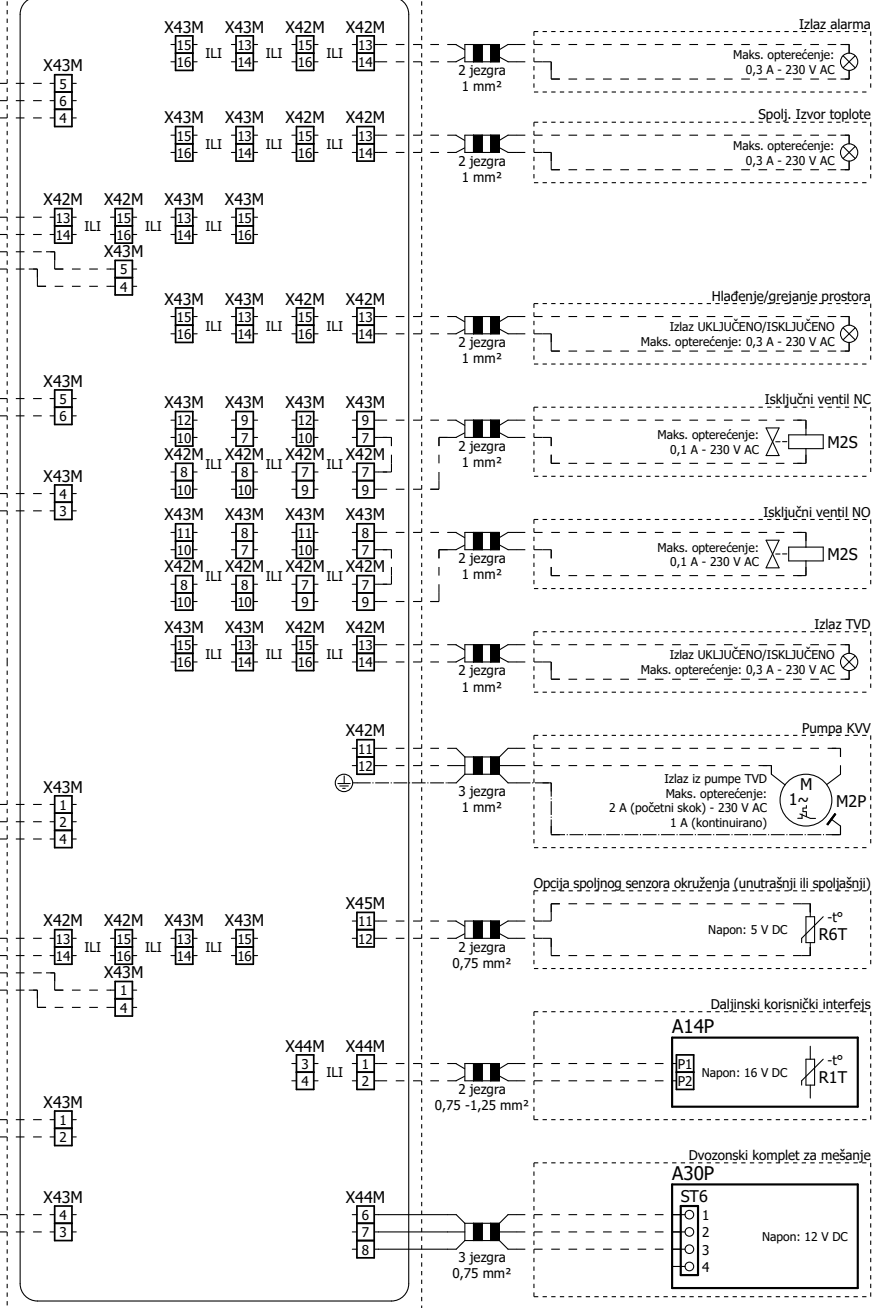 X43M X43M X42M X42M
15 13 15 13
ILI ILI ILI
16 14 16 14
2 jezgra
1 mm²
Izlaz alarma
Maks. opterećenje:
0,3 A - 230 V AC
X43M
5
6
4
X43M X43M X42M X42M
15 13 15 13
ILI ILI ILI
16 14 16 14
2 jezgra
1 mm²
Spolj. Izvor toplote
Maks. opterećenje:
0,3 A - 230 V AC
X42M X42M X43M X43M
13 15 13 15
ILI ILI ILI
14 16 14 16
X43M
5
4
X43M X43M X42M X42M
15 13 15 13
ILI ILI ILI
16 14 16 14
2 jezgra
1 mm²
Hlađenje/grejanje prostora
Izlaz UKLJUČENO/ISKLJUČENO
Maks. opterećenje: 0,3 A - 230 V AC
X43M
5
6
X43M X43M X43M X43M
12 9 12 9
10 7 10 7
X42M ILI X42M ILI X42M ILI X42M
8 8 7 7
10 10 9 9
2 jezgra
1 mm²
Isključni ventil NC
Maks. opterećenje:
0,1 A - 230 V AC
M2S
X43M
4
3
X43M X43M X43M X43M
11 8 11 8
10 7 10 7
X42M ILI X42M ILI X42M ILI X42M
8 8 7 7
10 10 9 9
2 jezgra
1 mm²
Isključni ventil NO
Maks. opterećenje:
0,1 A - 230 V AC
M2S
X43M X43M X42M X42M
15 13 15 13
ILI ILI ILI
16 14 16 14
2 jezgra
1 mm²
Izlaz TVD
Izlaz UKLJUČENO/ISKLJUČENO
Maks. opterećenje: 0,3 A - 230 V AC
X42M
11
12
3 jezgra
1 mm²
Pumpa KVV
Izlaz iz pumpe TVD
Maks. opterećenje:
2 A (početni skok) - 230 V AC
1 A (kontinuirano)
M
1~
M2P
X43M
1
2
4
X45M
11
12
2 jezgra
0,75 mm²
Opcija spoljnog senzora okruženja (unutrašnji ili spoljašnji)
Napon: 5 V DC
-t°
R6T
X42M X42M X43M X43M
13 15 13 15
ILI ILI ILI
14 16 14 16
X43M
1
4
X44M X44M
3 1
ILI
4 2
2 jezgra
0,75 -1,25 mm²
Daljinski korisnički interfejs
A14P
P1
P2
Napon: 16 V DC
-t°
R1T
X43M
1
2
X43M
4
3
X44M
6
7
8
3 jezgra
0,75 mm²
Dvozonski komplet za mešanje
A30P
ST6
1
2
3
4
Napon: 12 V DC